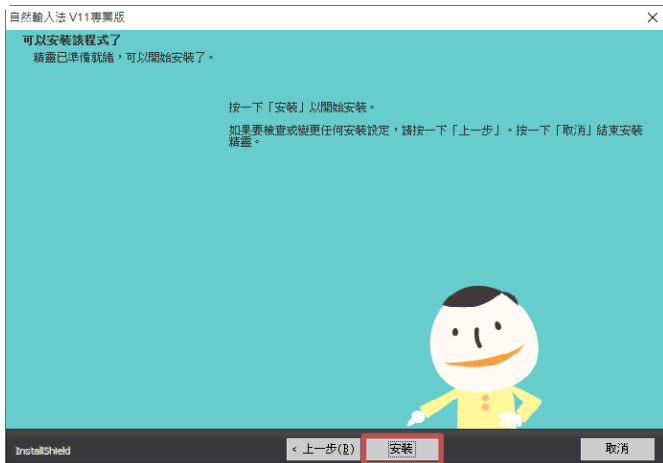 自然輸入法 V11專業版
可以安裝該程式了
精靈已準備就緒，可以開始安裝了。
按一下「安裝」以開始安裝。
如果要檢查或變更任何安裝設定，請按一下「上一步」。按一下「取消」結束安裝
精靈。
InstallShield
< 上一步(B)
安裝
取消